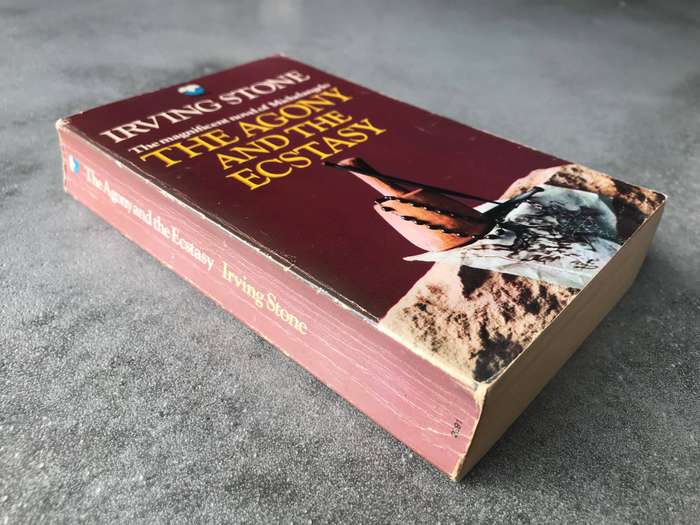 IRVING STONE
The magnificent novel of Michelangelo
THE AGONY
AND THE
ECSTASY
The Agony and the Ecstasy Irving Stone